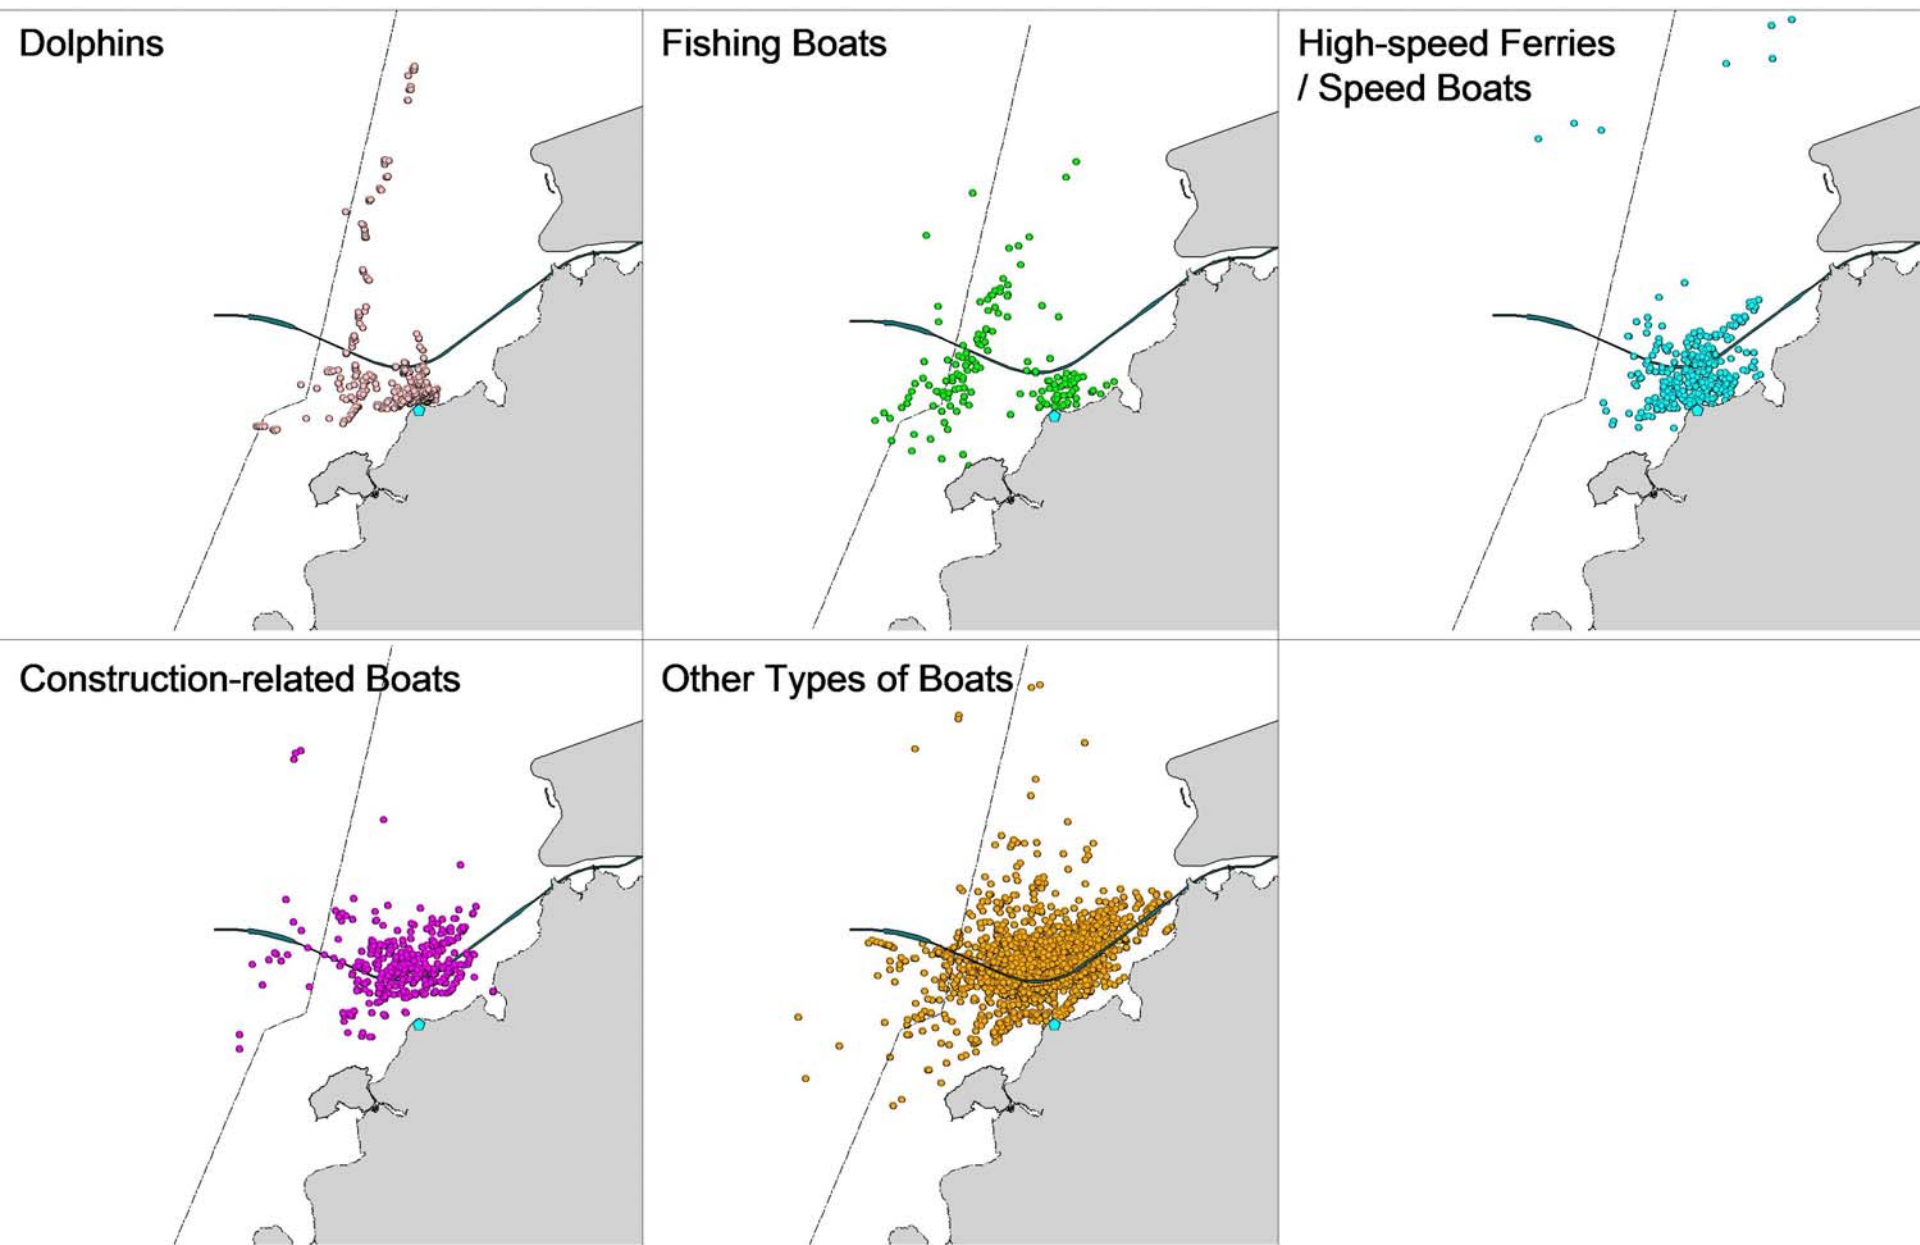 Dolphins
Fishing Boats
High-speed Ferries
/ Speed Boats
Construction-related Boats
Other Types of Boats